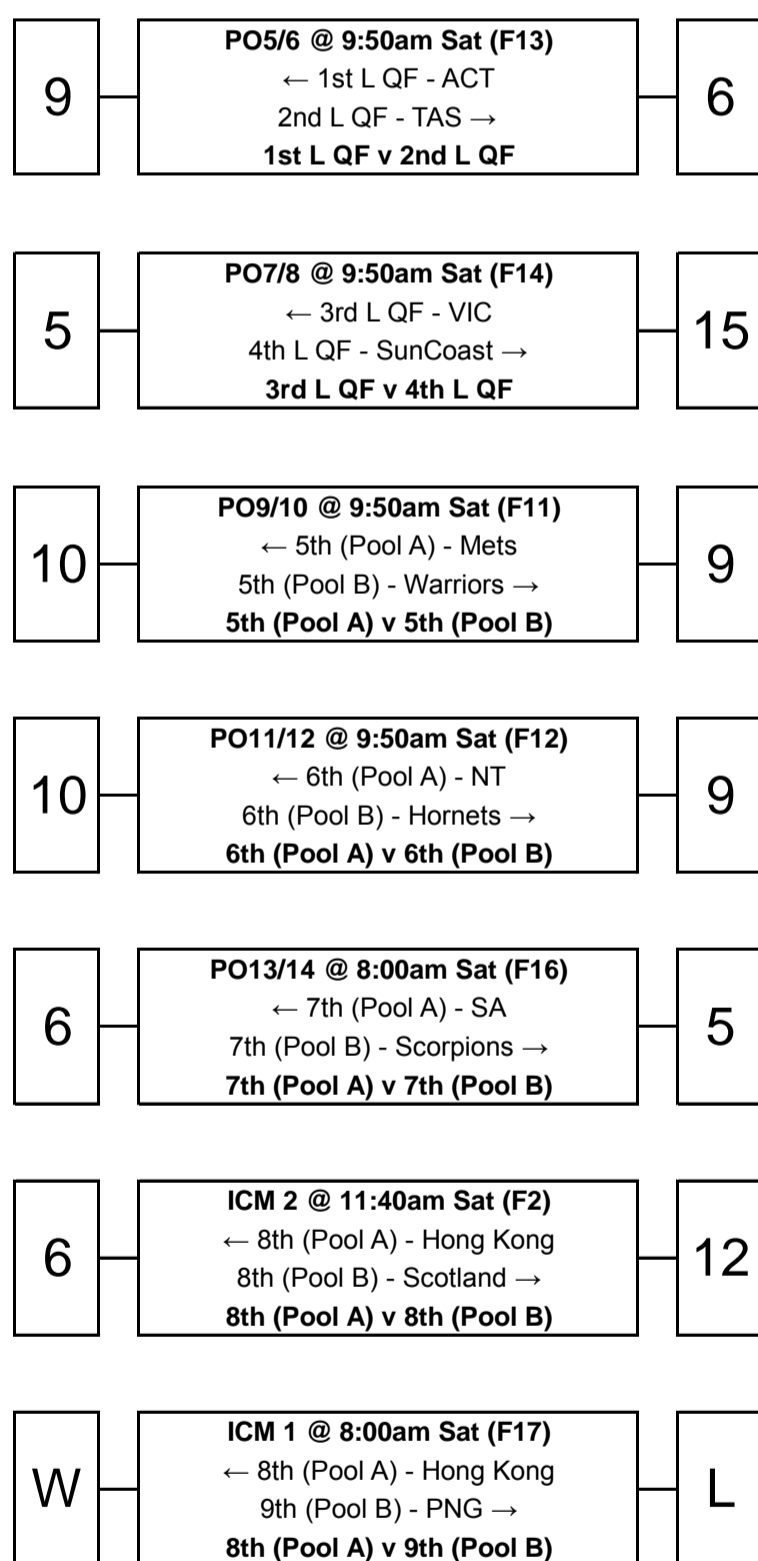 PO5/6 @ 9:50am Sat (F13)
← 1st L QF - ACT
9
6
2nd L QF - TAS →
1st L QF v 2nd L QF
PO7/8 @ 9:50am Sat (F14)
← 3rd L QF - VIC
5
15
4th L QF - SunCoast →
3rd L QF v 4th L QF
PO9/10 @ 9:50am Sat (F11)
← 5th (Pool A) - Mets
10
9
5th (Pool B) - Warriors →
5th (Pool A) v 5th (Pool B)
PO11/12 @ 9:50am Sat (F12)
← 6th (Pool A) - NT
10
9
6th (Pool B) - Hornets →
6th (Pool A) v 6th (Pool B)
PO13/14 @ 8:00am Sat (F16)
← 7th (Pool A) - SA
6
5
7th (Pool B) - Scorpions →
7th (Pool A) v 7th (Pool B)
ICM 2 @ 11:40am Sat (F2)
← 8th (Pool A) - Hong Kong
6
12
8th (Pool B) - Scotland →
8th (Pool A) v 8th (Pool B)
ICM 1 @ 8:00am Sat (F17)
← 8th (Pool A) - Hong Kong
W
L
9th (Pool B) - PNG →
8th (Pool A) v 9th (Pool B)